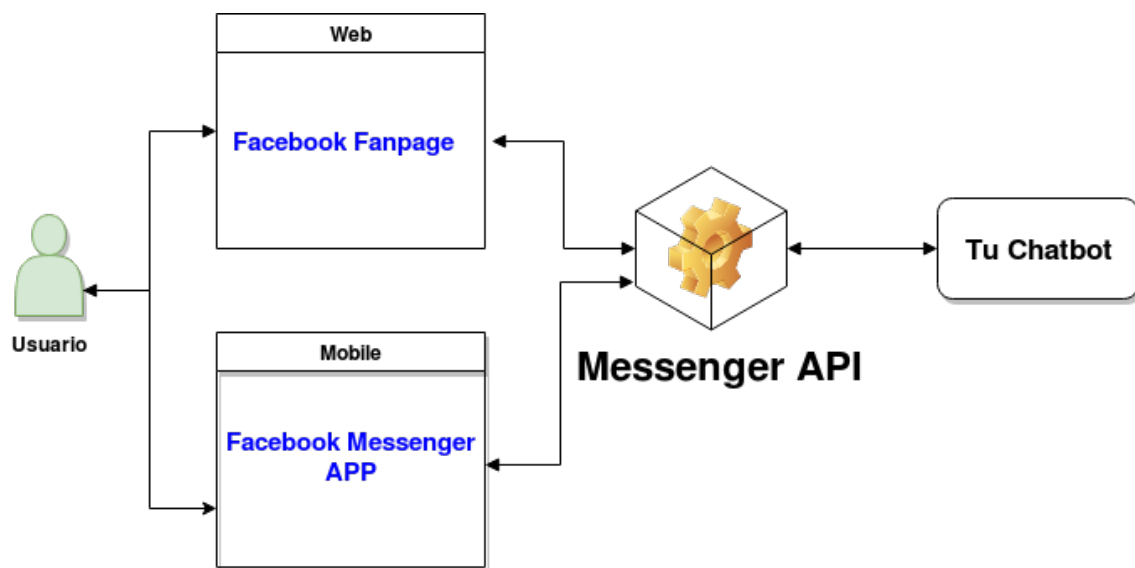 Web
Facebook Fanpage
Usuario
Mobile
Facebook Messenger
APP
Messenger API
Tu Chatbot